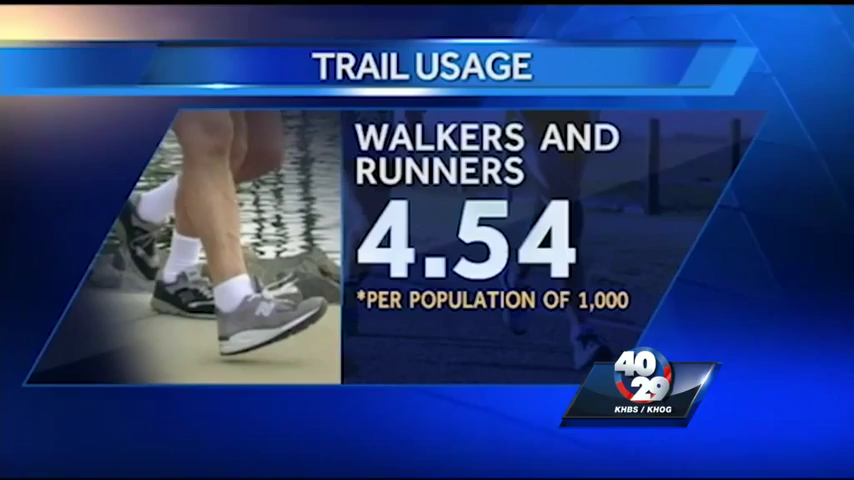 TRAIL USAGE
WALKERS AND
RUNNERS
4.54
*PER POPULATION OF 1,000
40
29
KHBS / KHOG